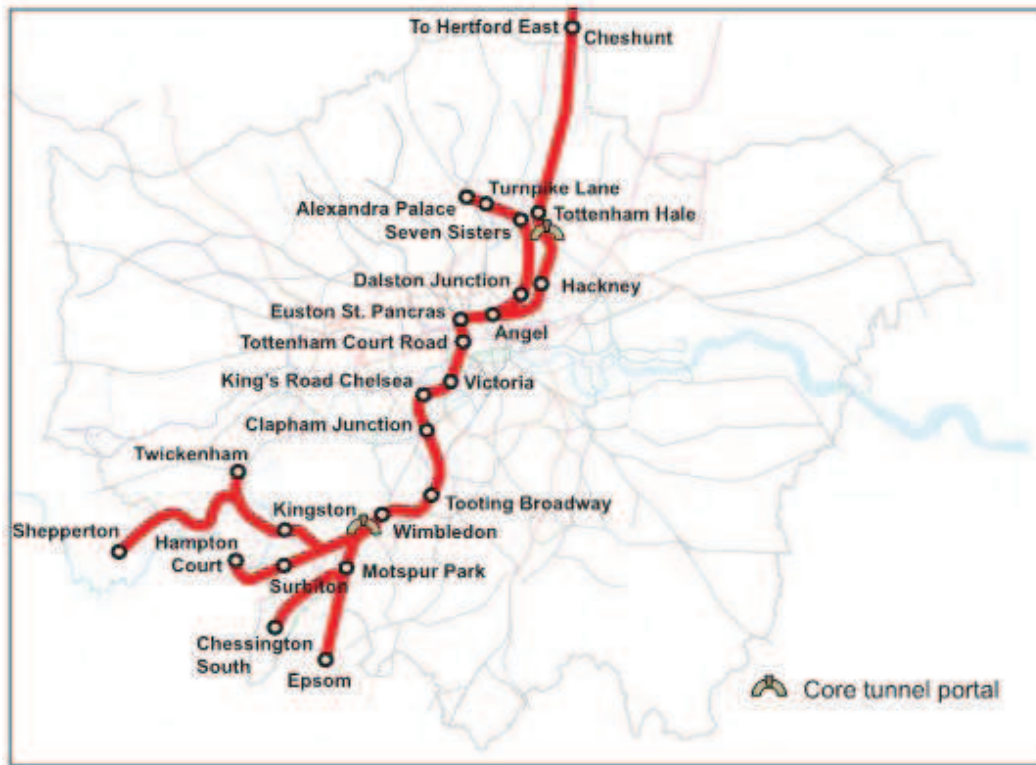 To Hertford East
Cheshunt
Turnpike Lane
Alexandra Palace
Tottenham Hale
Seven Sisters
Dalston Junction
Hackney
Euston St. Pancras
Angel
Tottenham Court Road
King's Road Chelsea
Victoria
Clapham Junction
Twickenham
Tooting Broadway
Kingston
Wimbledon
Shepperton
Hampton
Court
Surbiton
Motspur Park
Chessington
South
Epsom
Core tunnel portal